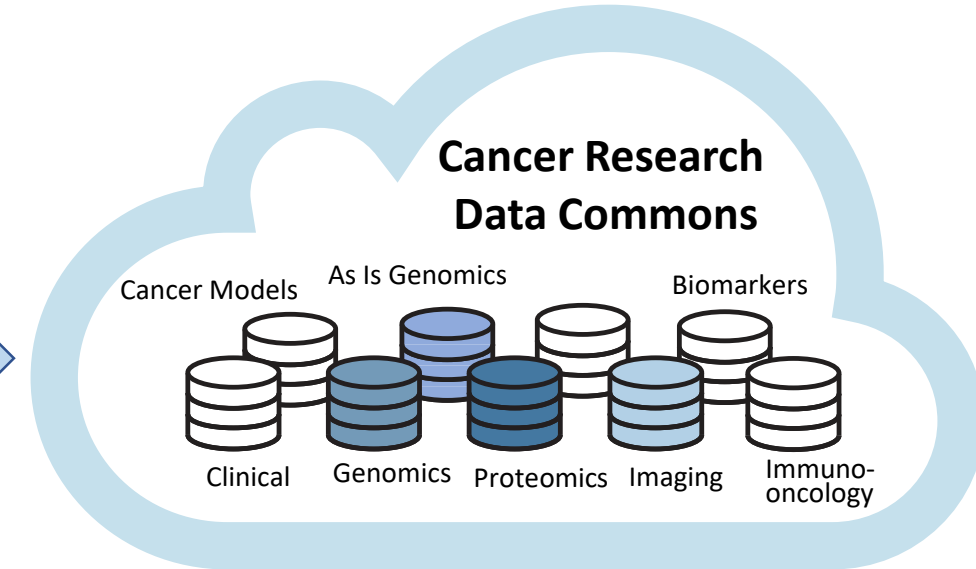 Cancer Research
Data Commons
Cancer Models
As Is Genomics
Biomarkers
Clinical
Genomics
Proteomics
Imaging
Immuno-
oncology